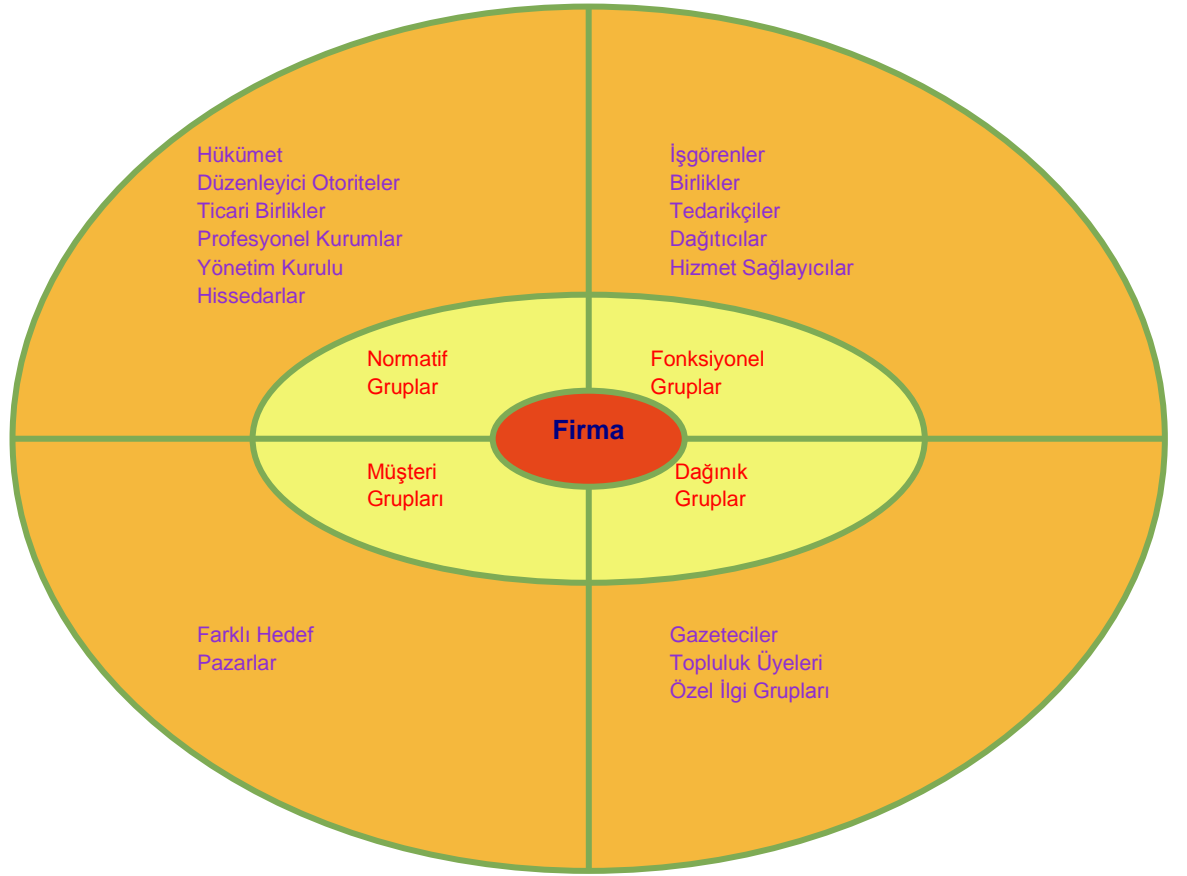 Hükümet
Düzenleyici Otoriteler
Ticari Birlikler
Profesyonel Kurumlar
Yönetim Kurulu
Hissedarlar
İşgörenler
Birlikler
Tedarikçiler
Dağıtıcılar
Hizmet Sağlayıcılar
Normatif
Gruplar
Fonksiyonel
Gruplar
Firma
Müşteri
Grupları
Dağınık
Gruplar
Farklı Hedef
Pazarlar
Gazeteciler
Topluluk Üyeleri
Özel İlgi Grupları